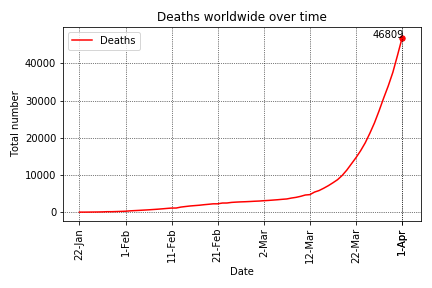 Deaths worldwide over time
Deaths
46809
Total number
40000
30000
20000
10000
0
22-Jan
1-Feb
11-Feb
21-Feb
2-Mar
12-Mar
22-Mar
1-Apr
Date